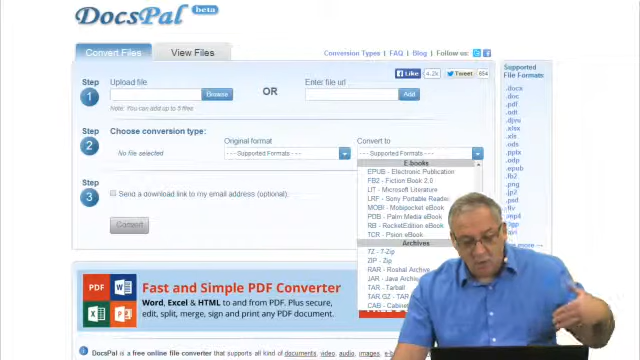 DocsPal beta
Convert Files
View Files
Conversion Types | FAQ | Blog | Follow us:
Like 4.2k Tweet 854
Step 1
Upload file
Browse
OR
Enter file url
Add
Note: You can add up to 5 files
Step 2
Choose conversion type:
No file selected
Original format
--- Supported Formats ---
Convert to
--- Supported Formats ---
E-books
EPUB - Electronic Publication
FB2 - Fiction Book 2.0
LIT - Microsoft Literature
LRF - Sony Portable Reader
MOBI - Mobipocket eBook
PDB - Palm Media eBook
RB - RocketEdition eBook
TCR - Psion eBook
Archives
7Z - 7-Zip
ZIP - Zip
RAR - Roshal Archive
JAR - Java Archive
TAR - Tarball
TAR.GZ - TAR
CAB - Cabinet
Step 3
Send a download link to my email address (optional):
Convert
Supported File Formats:
.docx
.doc
.pdf
.odt
.djvu
.xlsx
.xls
.ods
.pptx
.odp
.fb2
.png
.jp2
.psd
.flv
.mp4
PDF
Fast and Simple PDF Converter
Word, Excel & HTML to and from PDF. Plus secure,
edit, split, merge, sign and print any PDF document.
DocsPal is a free online file converter that supports all kind of documents, video, audio, images,